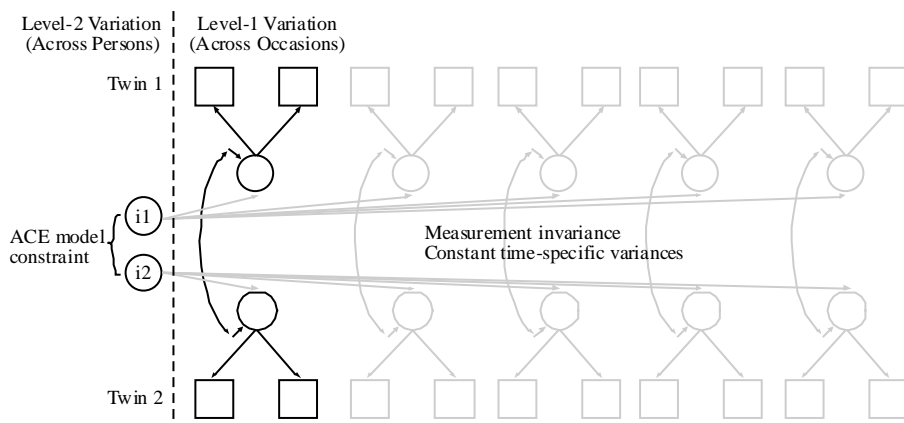 Level-2 Variation
(Across Persons)
Level-1 Variation
(Across Occasions)
Twin 1
i1
ACE model
constraint
i2
Measurement invariance
Constant time-specific variances
Twin 2